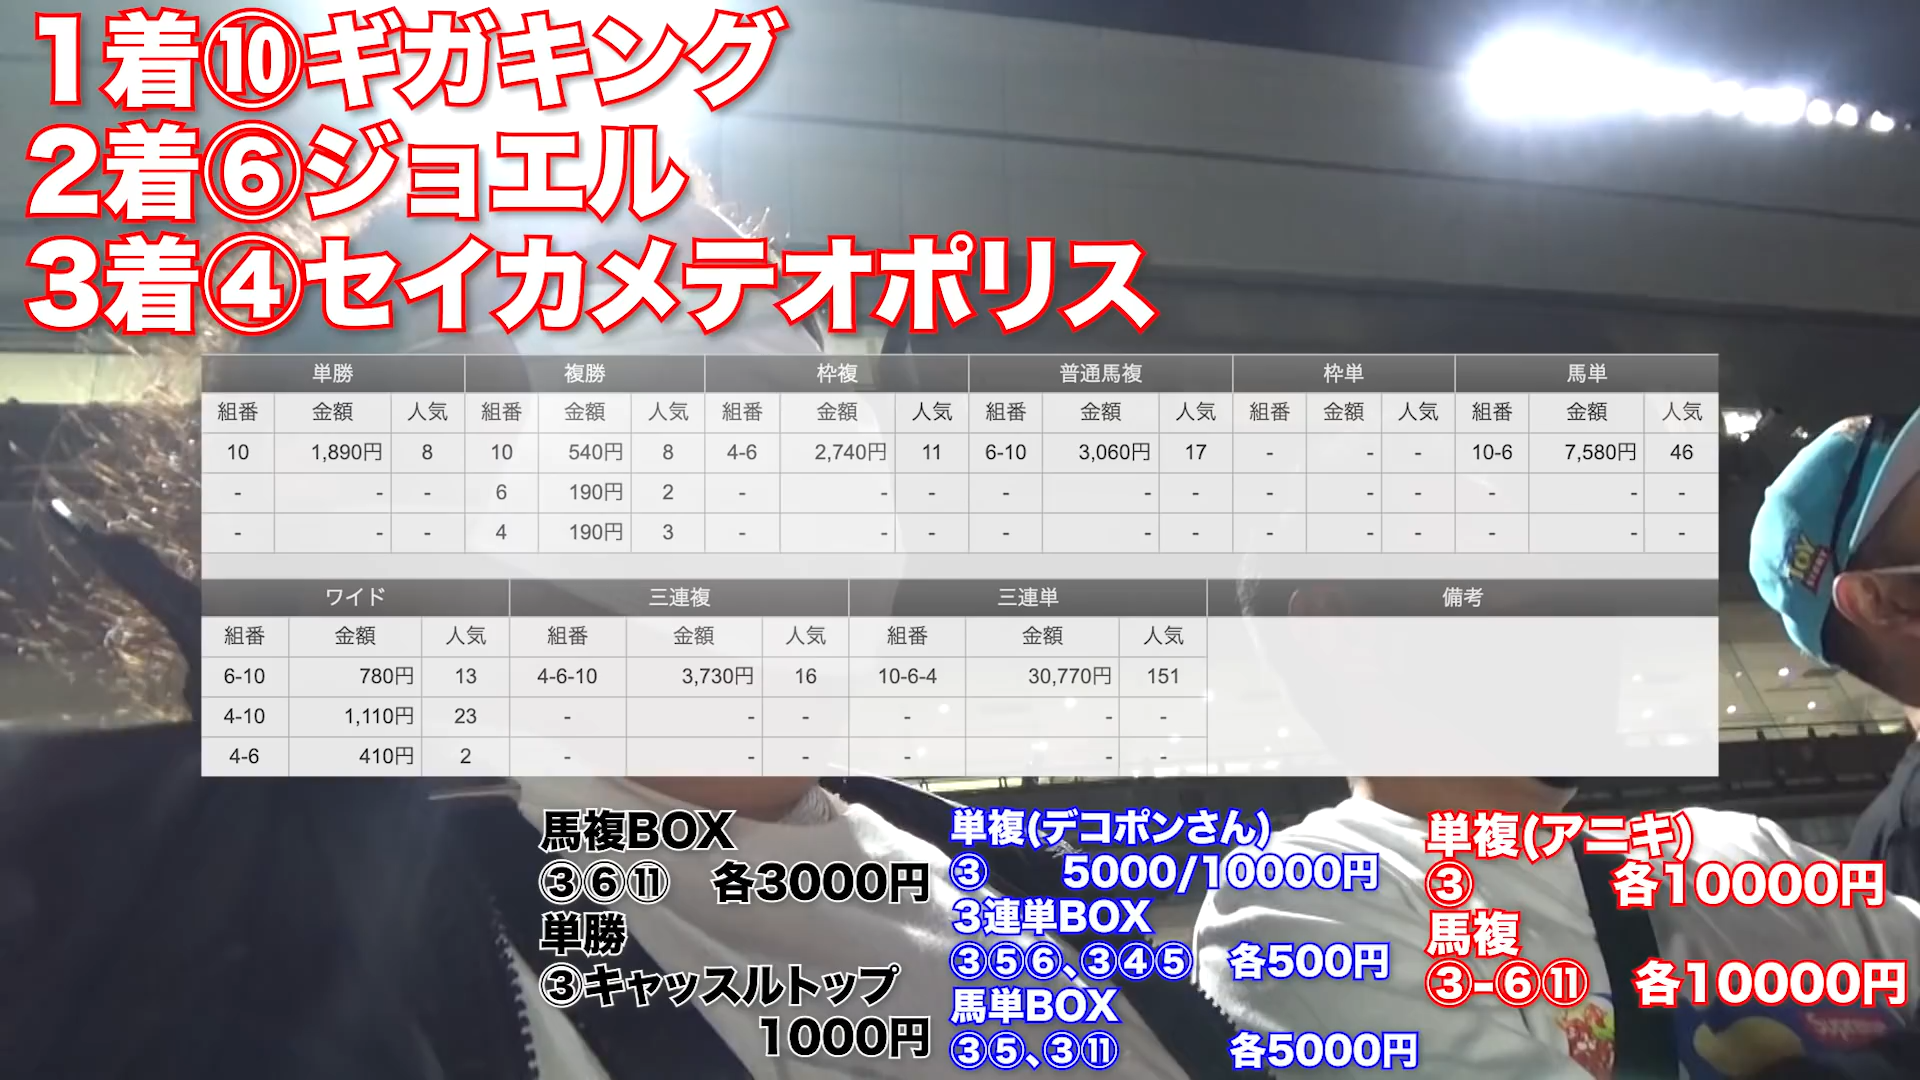 1着⑩ギガキング
2着⑥ジョエル
3着④セイカメテオポリス
単勝 複勝 枠複 普通馬複 枠単 馬単
組番 金額 人気 組番 金額 人気 組番 金額 人気 組番 金額 人気 組番 金額 人気 組番 金額 人気
10 1,890円 8 10 540円 8 4-6 2,740円 11 6-10 3,060円 17 - - - 10-6 7,580円 46
- - - 6 190円 2 - - - - - - - - - - - -
- - - 4 190円 3 - - - - - - - - - - - -
ワイド 三連複 三連単 備考
組番 金額 人気 組番 金額 人気 組番 金額 人気
6-10 780円 13 4-6-10 3,730円 16 10-6-4 30,770円 151
4-10 1,110円 23 - - - - - -
4-6 410円 2 - - - - - -
馬複BOX
③⑥⑪ 各3000円
単勝
③キャッスルトップ
1000円
単複(デコポンさん)
③ 5000/10000円
3連単BOX
③⑤⑥、③④⑤ 各500円
馬単BOX
③⑤、③⑪ 各5000円
単複(アニキ)
③ 各10000円
馬複
③-⑥⑪ 各10000円
TOY